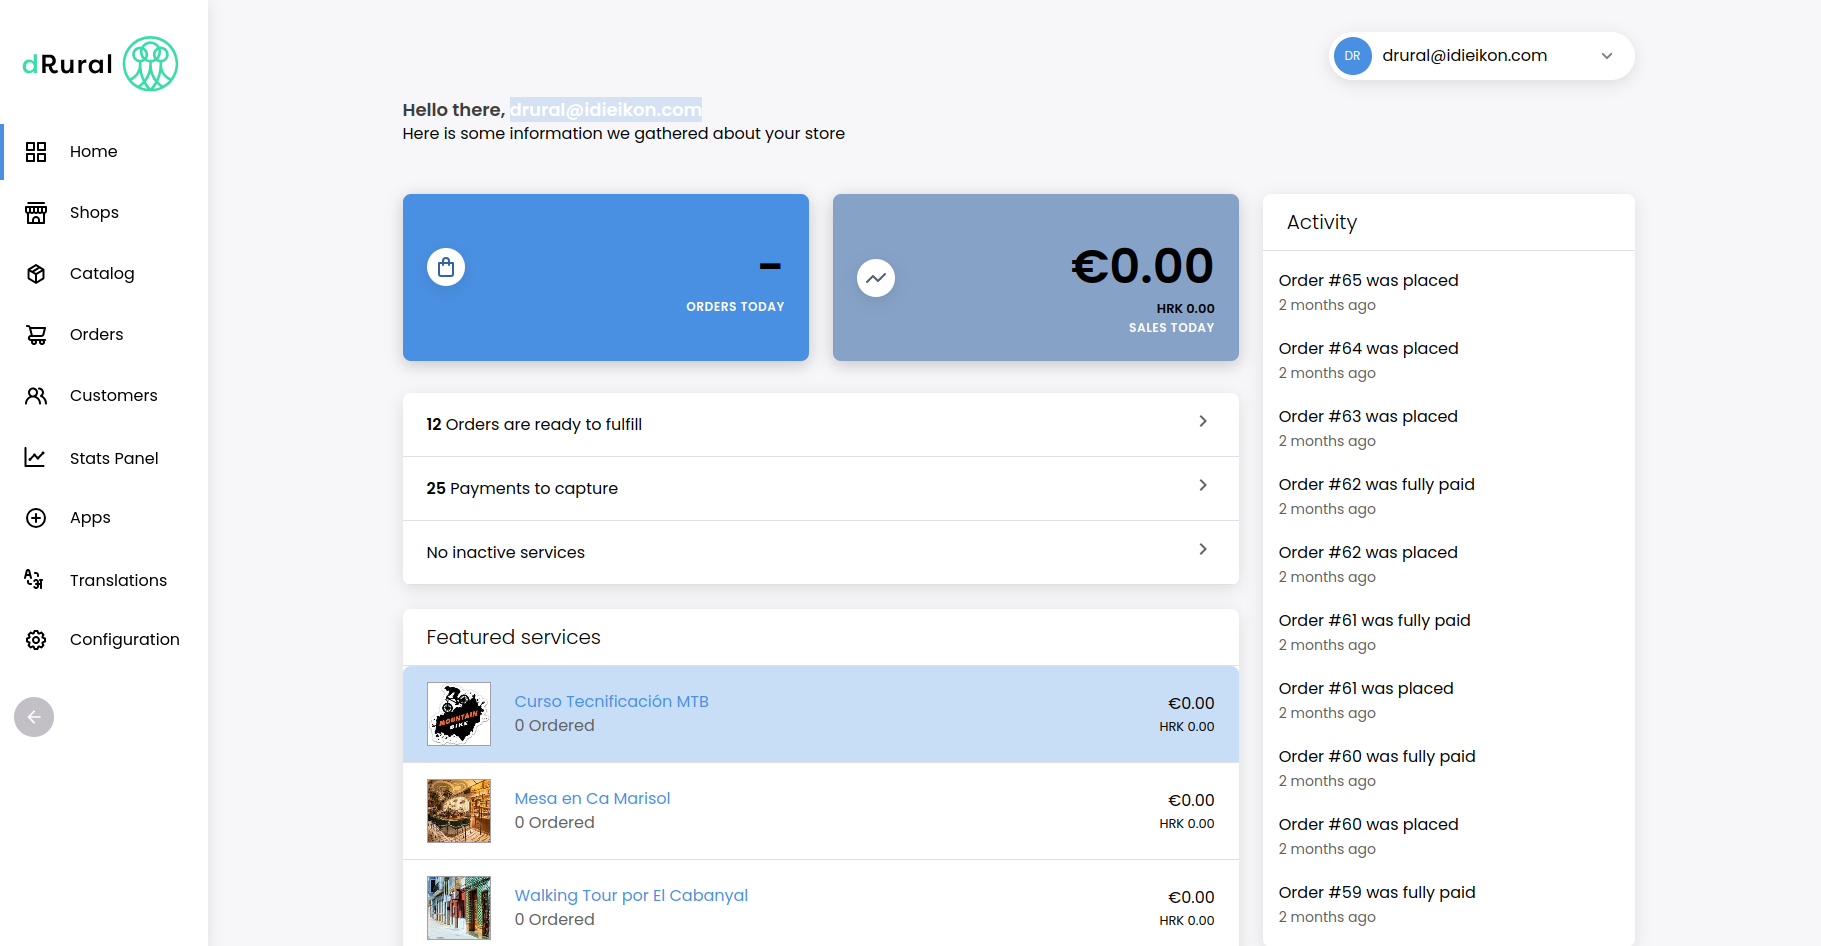 dRural
Home
Shops
Catalog
Orders
Customers
Stats Panel
Apps
Translations
Configuration
DR drural@idieikon.com
Hello there, drural@idieikon.com
Here is some information we gathered about your store
-
ORDERS TODAY
€0.00
HRK 0.00
SALES TODAY
12 Orders are ready to fulfill
25 Payments to capture
No inactive services
Featured services
MOUNTAIN
BIKE
Curso Tecnificación MTB
0 Ordered
€0.00
HRK 0.00
Mesa en Ca Marisol
0 Ordered
€0.00
HRK 0.00
Walking Tour por El Cabanyal
0 Ordered
€0.00
HRK 0.00
Activity
Order #65 was placed
2 months ago
Order #64 was placed
2 months ago
Order #63 was placed
2 months ago
Order #62 was fully paid
2 months ago
Order #62 was placed
2 months ago
Order #61 was fully paid
2 months ago
Order #61 was placed
2 months ago
Order #60 was fully paid
2 months ago
Order #60 was placed
2 months ago
Order #59 was fully paid
2 months ago